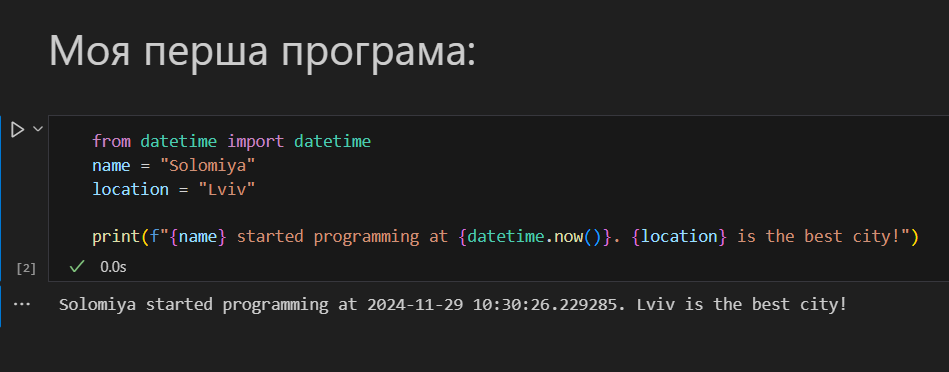 Моя перша програма:
from datetime import datetime
name = "Solomiya"
location = "Lviv"
print(f"{name} started programming at {datetime.now()}. {location} is the best city!")
[2]
0.0s
Solomiya started programming at 2024-11-29 10:30:26.229285. Lviv is the best city!